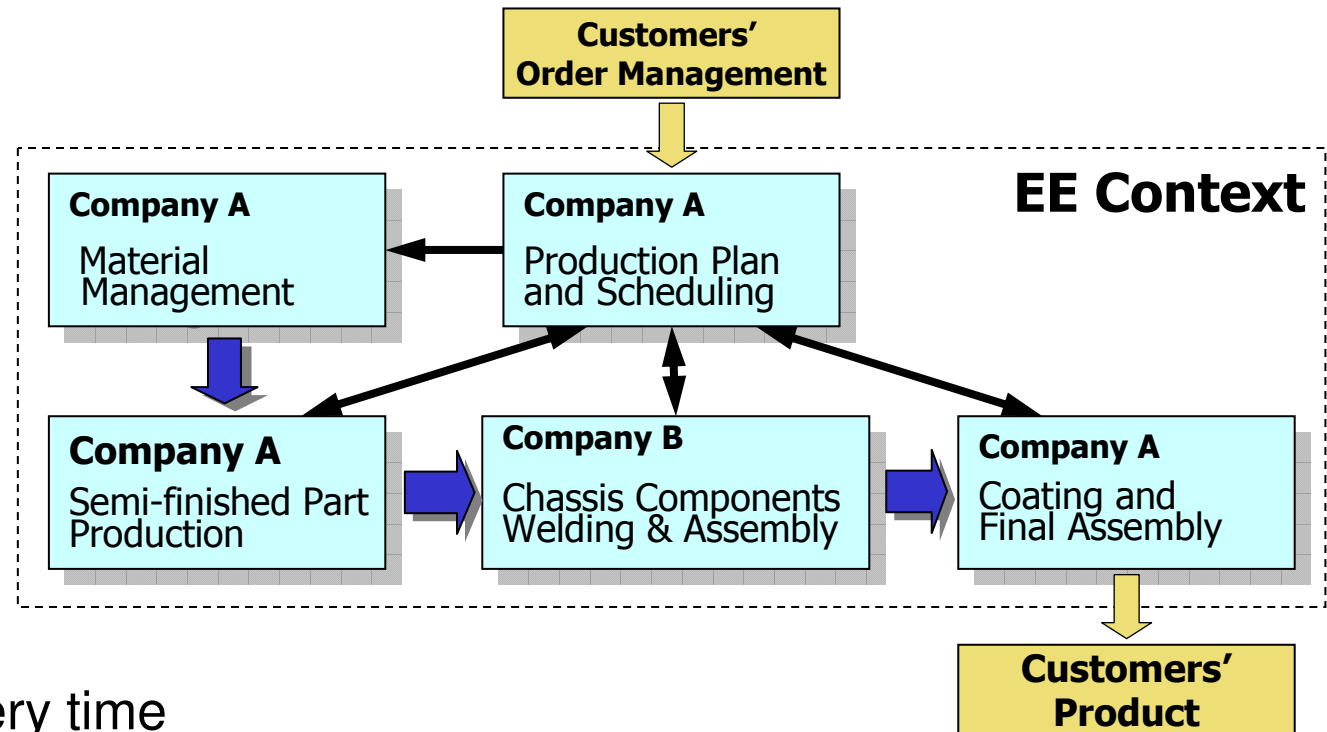 Customers’
Order Management
EE Context
Company A
Material
Management
Company A
Production Plan
and Scheduling
Company A
Semi-finished Part
Production
Company B
Chassis Components
Welding & Assembly
Company A
Coating and
Final Assembly
Customers’
Product
ery time